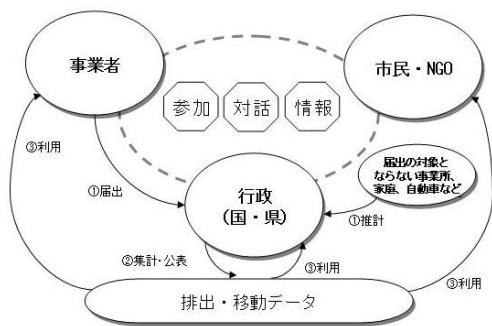 事業者
市民・NGO
参加
対話
情報
③利用
①届出
届出の対象と
ならない事業所、
家庭、自動車など
行政
(国・県)
①推計
②集計・公表
③利用
③利用
排出・移動データ